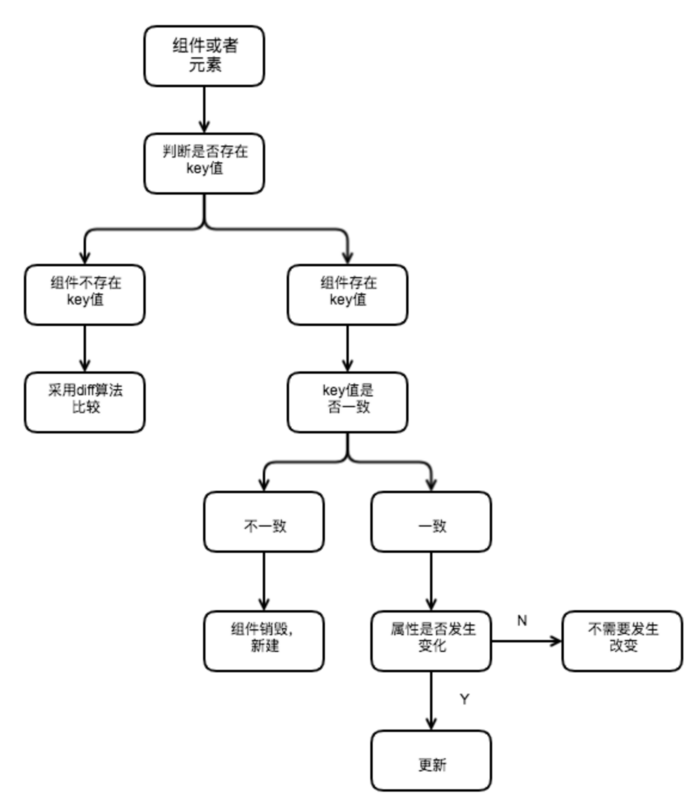 组件或者
元素
判断是否存在
key值
组件不存在
key值
组件存在
key值
采用diff算法
比较
key值是
否一致
不一致
一致
组件销毁,
新建
属性是否发生
变化
N
不需要发生
改变
Y
更新